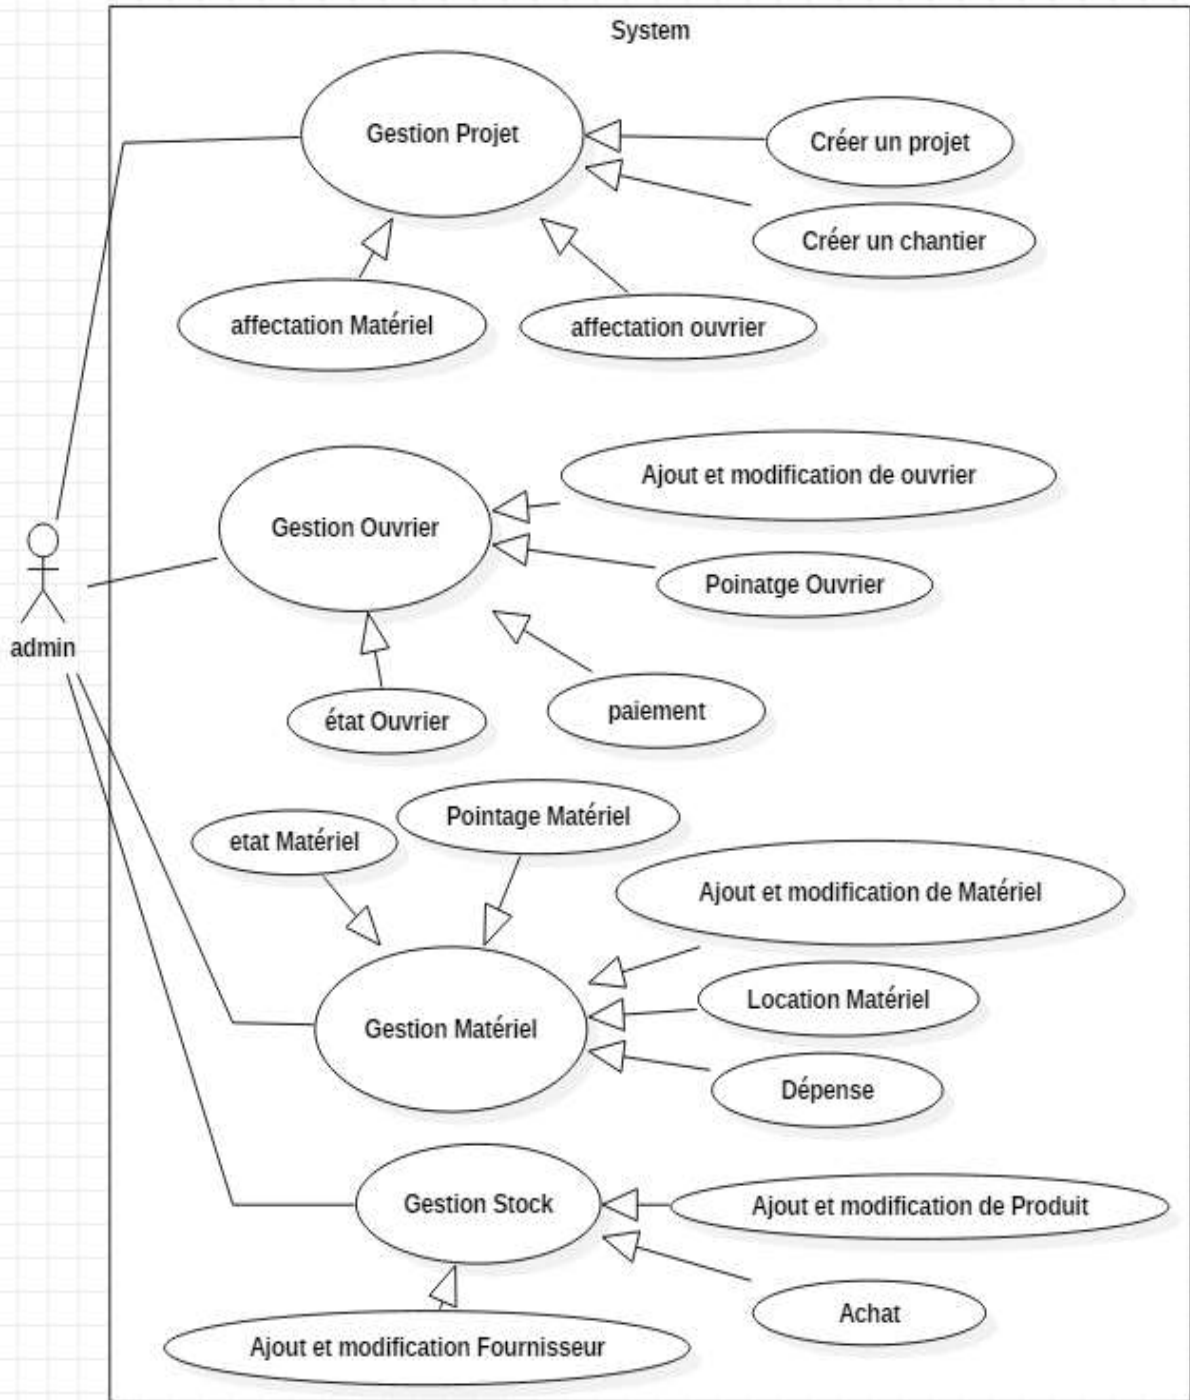 System
Gestion Projet
Créer un projet
Créer un chantier
affectation Matériel
affectation ouvrier
Ajout et modification de ouvrier
Gestion Ouvrier
Poinatge Ouvrier
admin
état Ouvrier
paiement
Pointage Matériel
etat Matériel
Ajout et modification de Matériel
Location Matériel
Gestion Matériel
Dépense
Gestion Stock
Ajout et modification de Produit
Achat
Ajout et modification Fournisseur